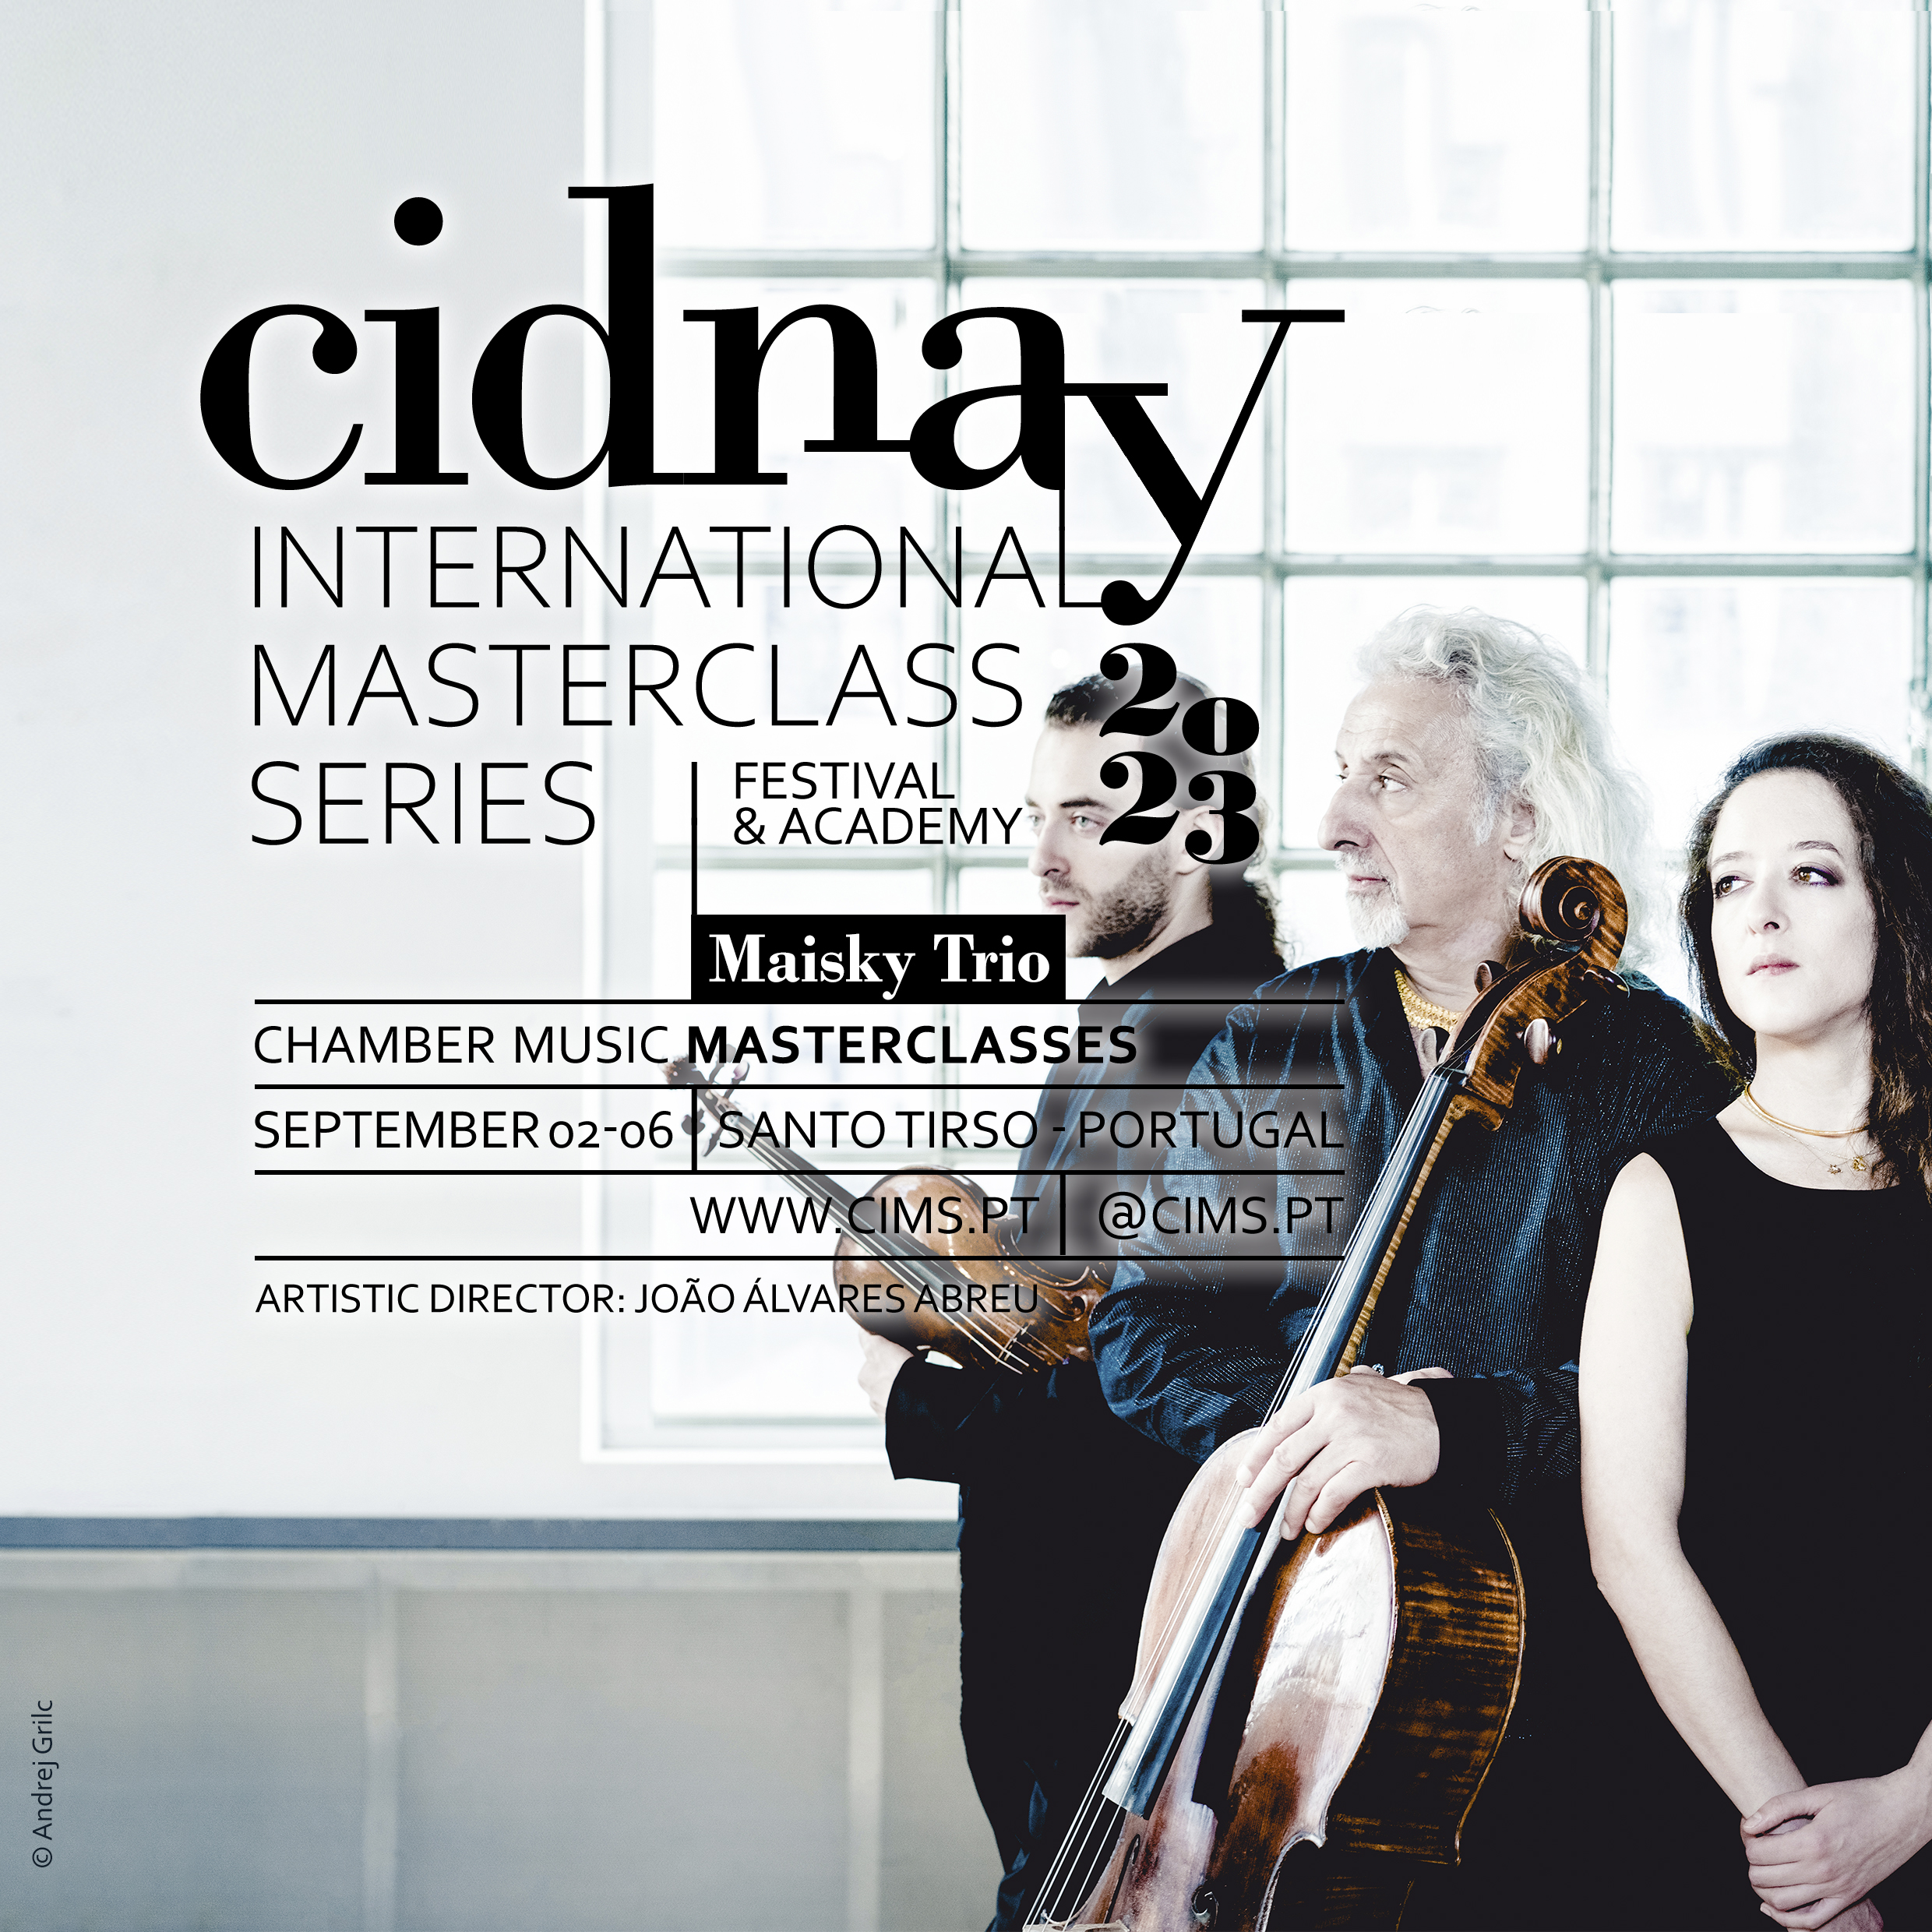 cidnay
INTERNATIONAL
MASTERCLASS
SERIES
FESTIVAL
& ACADEMY
20
23
Maisky Trio
CHAMBER MUSIC MASTERCLASSES
SEPTEMBER 02-06 | SANTO TIRSO - PORTUGAL
WWW.CIMS.PT | @CIMS.PT
ARTISTIC DIRECTOR: JOÃO ÁLVARES ABREU
© Andrej Grilc